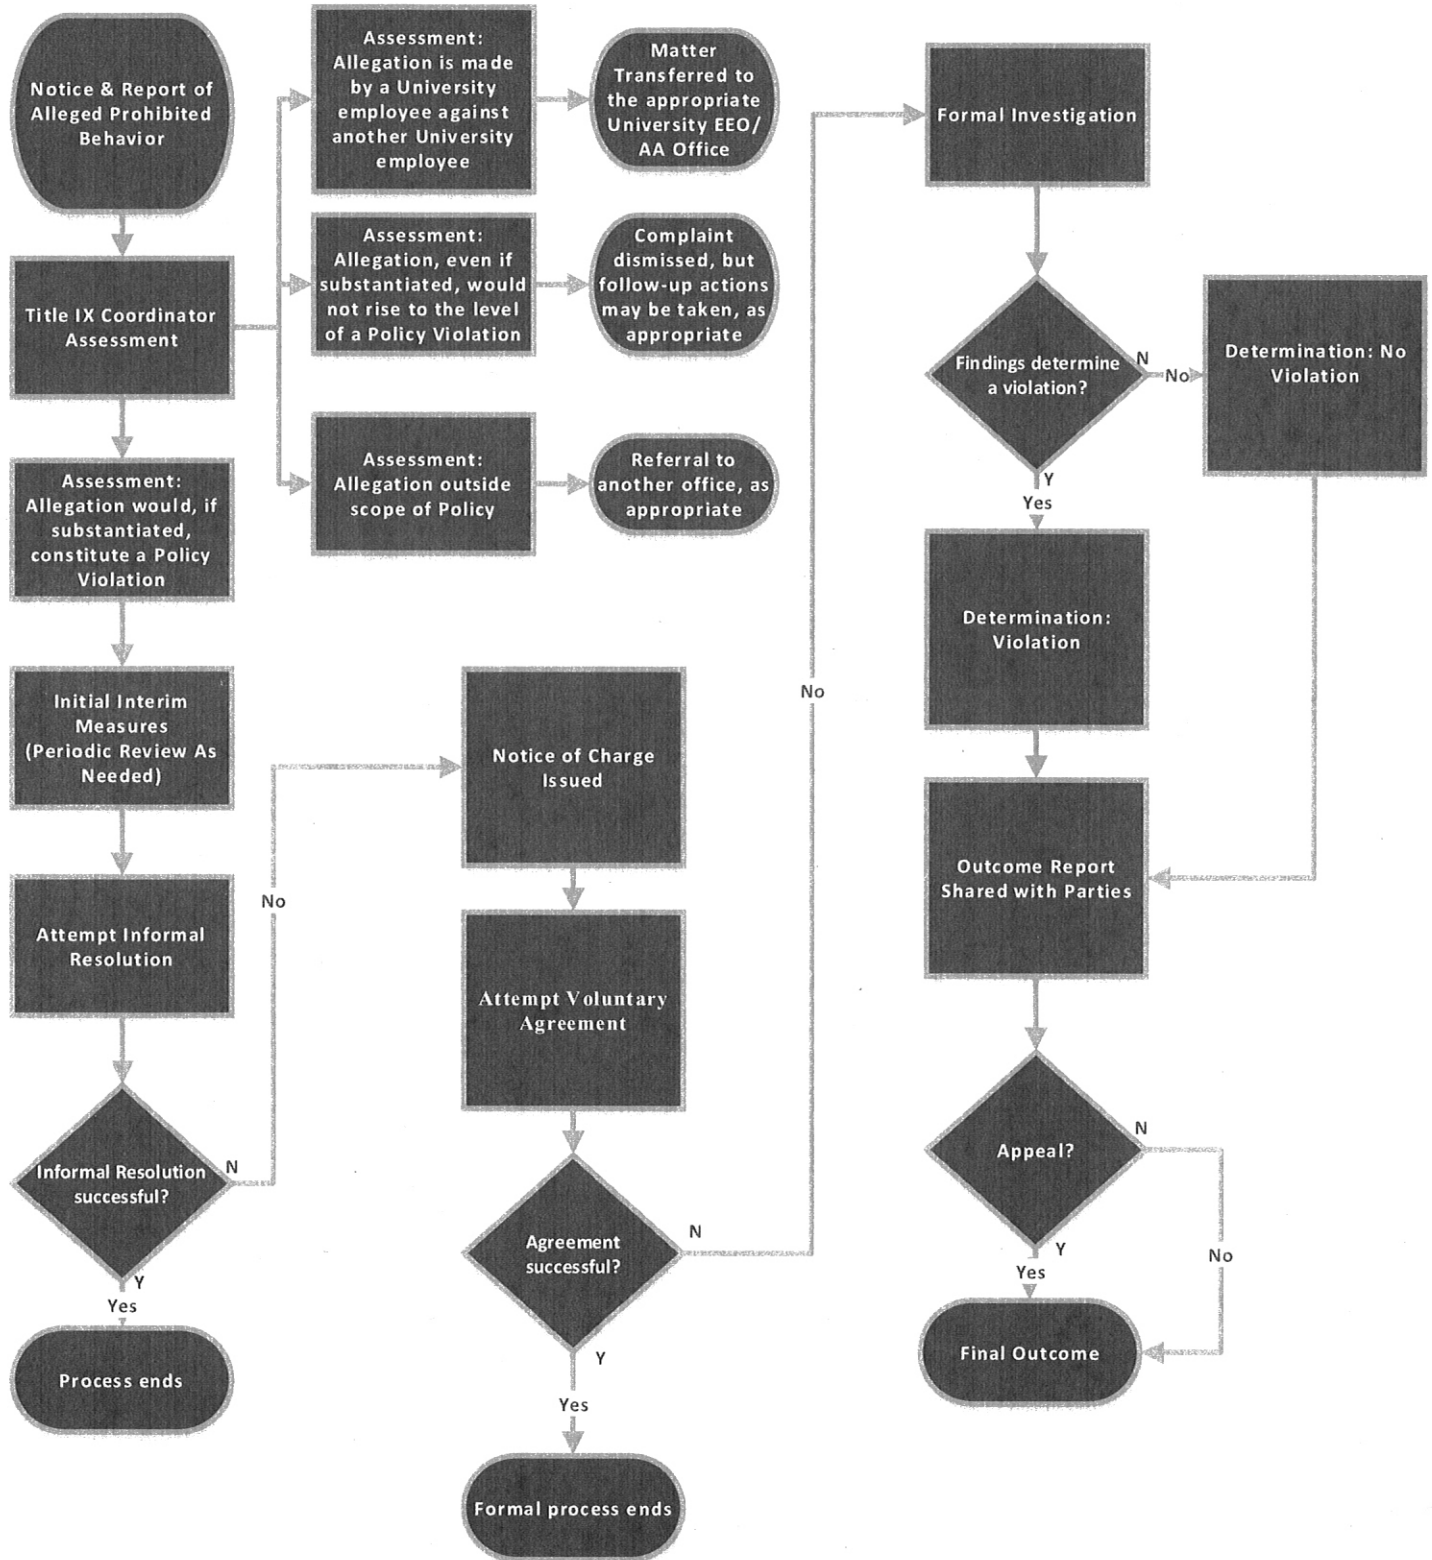 Notice & Report of
Alleged Prohibited
Behavior
Title IX Coordinator
Assessment
Assessment:
Allegation would, if
substantiated,
constitute a Policy
Violation
Initial Interim
Measures
(Periodic Review As
Needed)
Attempt Informal
Resolution
Informal Resolution
successful?
N
No
Y
Yes
Process ends
Assessment:
Allegation is made
by a University
employee against
another University
employee
Matter
Transferred to
the appropriate
University EEO/
AA Office
Assessment:
Allegation, even if
substantiated, would
not rise to the level
of a Policy Violation
Complaint
dismissed, but
follow-up actions
may be taken, as
appropriate
Assessment:
Allegation outside
scope of Policy
Referral to
another office, as
appropriate
Notice of Charge
Issued
Attempt Voluntary
Agreement
Agreement
successful?
N
No
Y
Yes
Formal process ends
Formal Investigation
Findings determine
a violation?
N
No
Determination: No
Violation
Y
Yes
Determination:
Violation
Outcome Report
Shared with Parties
Appeal?
N
No
Y
Yes
Final Outcome